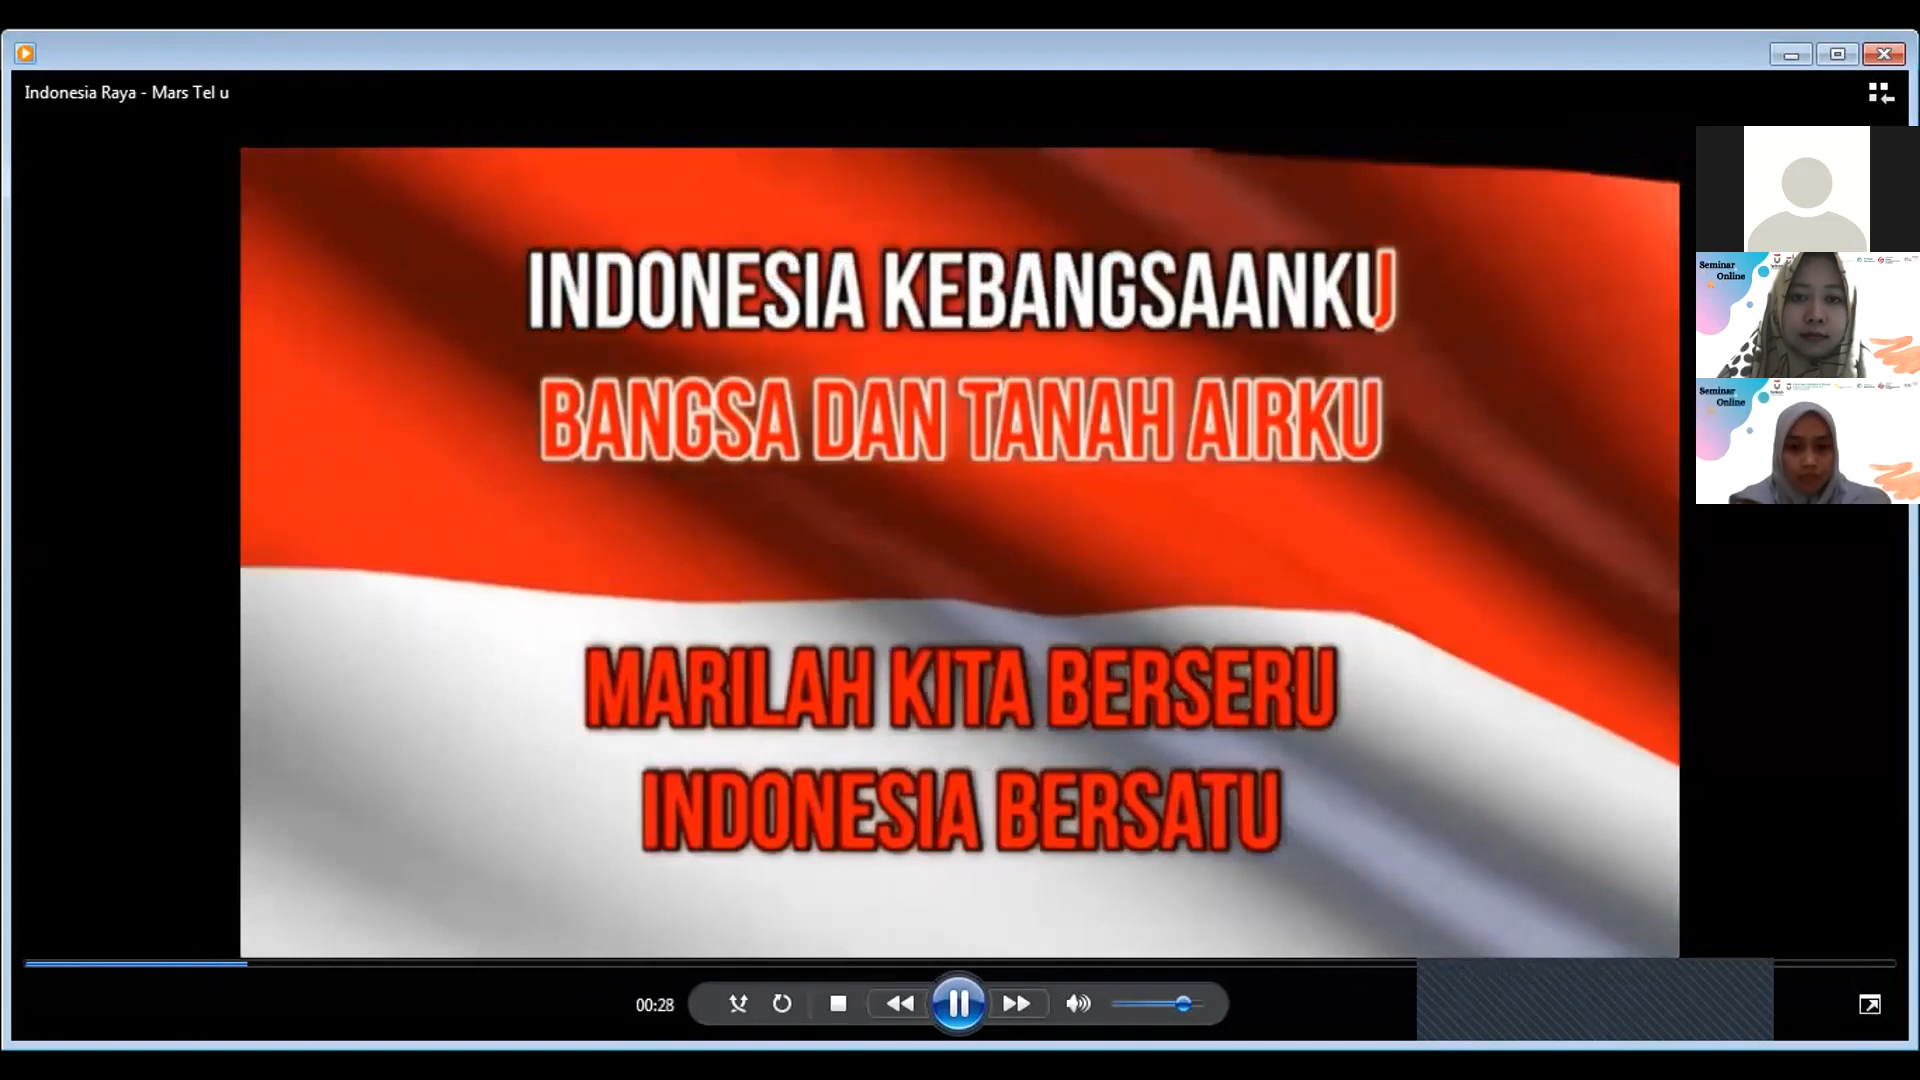 Indonesia Raya - Mars Tel u
INDONESIA KEBANGSAANKU
BANGSA DAN TANAH AIRKU
MARILAH KITA BERSERU
INDONESIA BERSATU
Seminar
Online
Seminar
Online
00:28